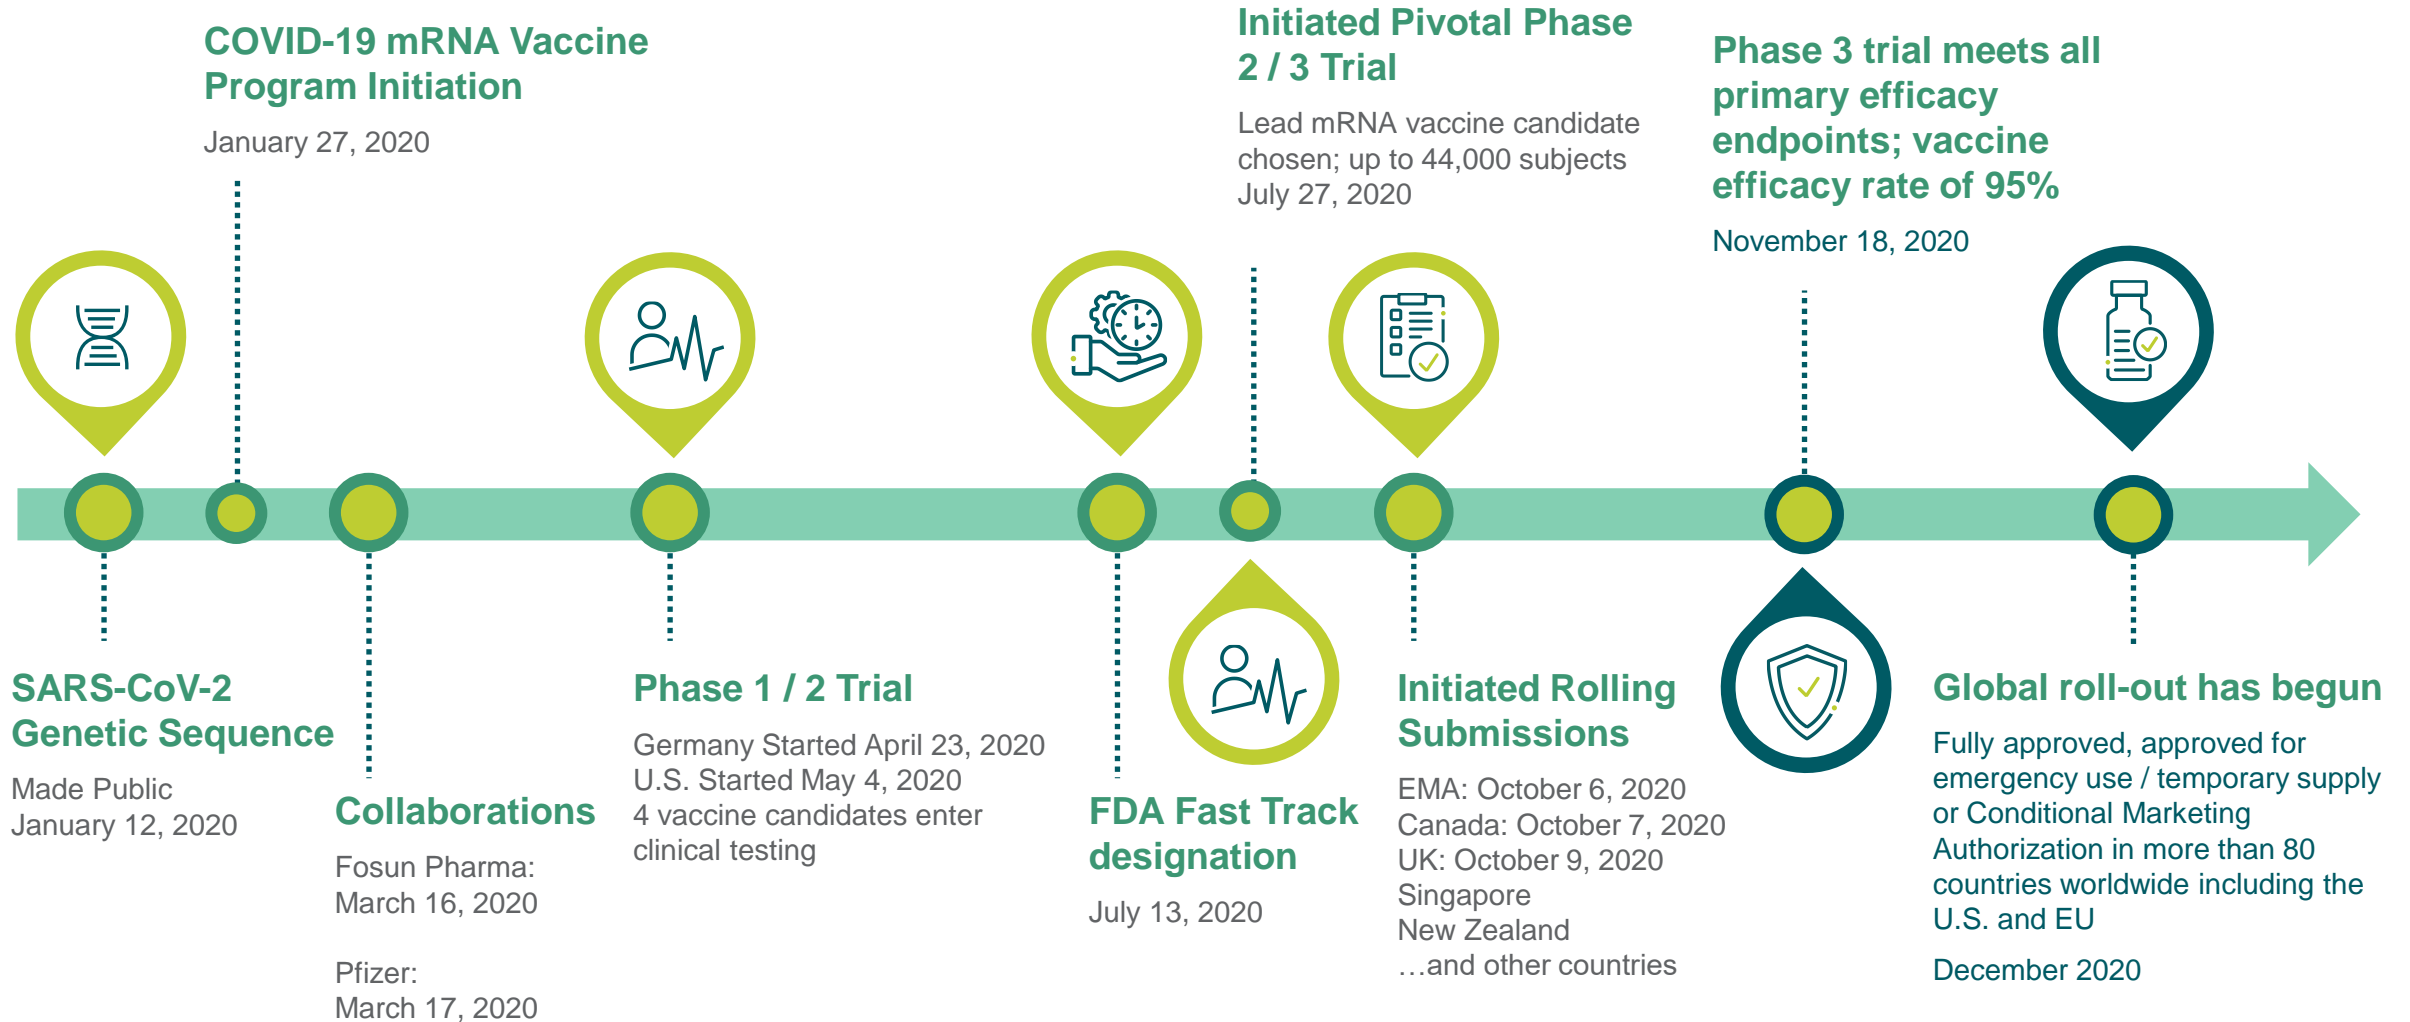 COVID-19 mRNA Vaccine
Program Initiation
January 27, 2020
Initiated Pivotal Phase
2 / 3 Trial
Lead mRNA vaccine candidate
chosen; up to 44,000 subjects
July 27, 2020
Phase 3 trial meets all
primary efficacy
endpoints; vaccine
efficacy rate of 95%
November 18, 2020
SARS-CoV-2
Genetic Sequence
Made Public
January 12, 2020
Collaborations
Fosun Pharma:
March 16, 2020
Pfizer:
March 17, 2020
Phase 1 / 2 Trial
Germany Started April 23, 2020
U.S. Started May 4, 2020
4 vaccine candidates enter
clinical testing
FDA Fast Track
designation
July 13, 2020
Initiated Rolling
Submissions
EMA: October 6, 2020
Canada: October 7, 2020
UK: October 9, 2020
Singapore
New Zealand
…and other countries
Global roll-out has begun
Fully approved, approved for
emergency use / temporary supply
or Conditional Marketing
Authorization in more than 80
countries worldwide including the
U.S. and EU
December 2020